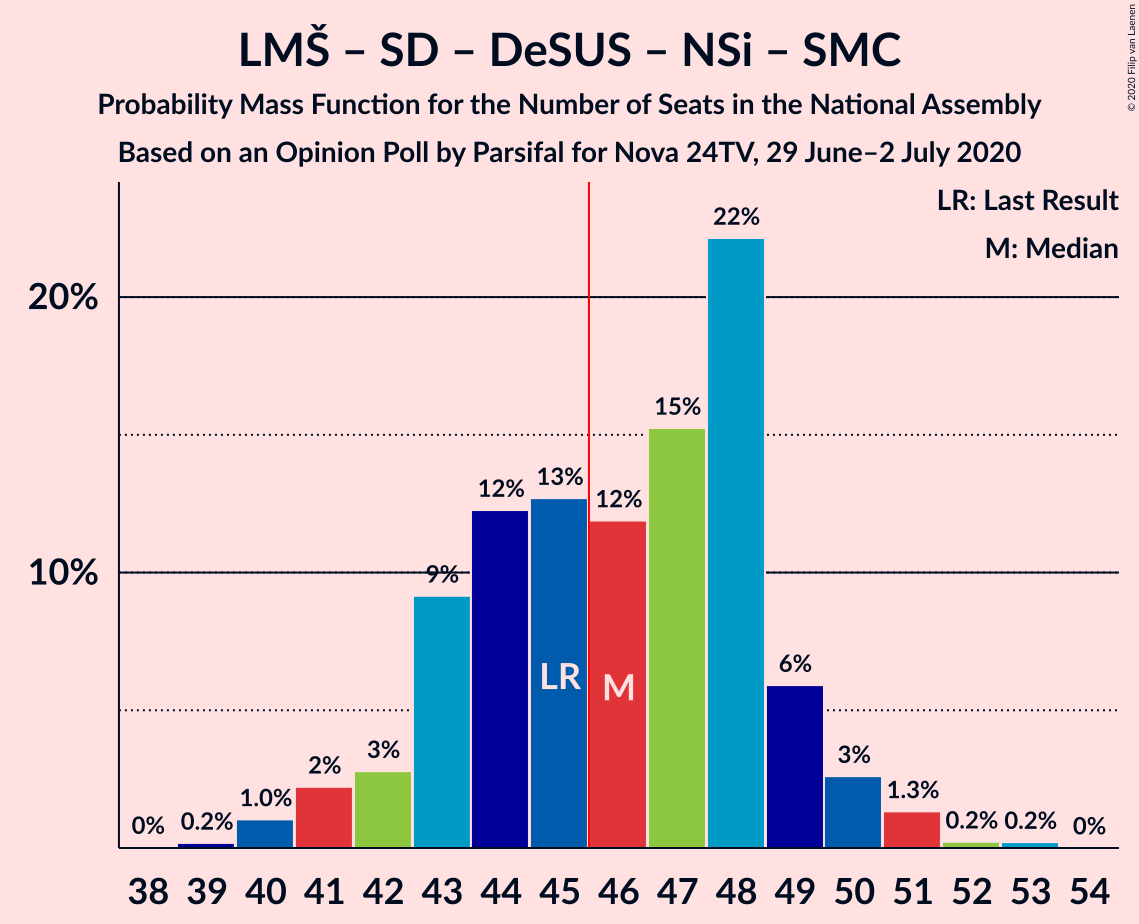 LMŠ – SD – DeSUS – NSi – SMC
Probability Mass Function for the Number of Seats in the National Assembly
Based on an Opinion Poll by Parsifal for Nova 24TV, 29 June–2 July 2020
© 2020 Filip van Laenen
LR: Last Result
M: Median
20%
10%
0%
0.2%
1.0%
2%
3%
9%
12%
13%
12%
15%
22%
6%
3%
1.3%
0.2%
0.2%
0%
LR
M
38 39 40 41 42 43 44 45 46 47 48 49 50 51 52 53 54